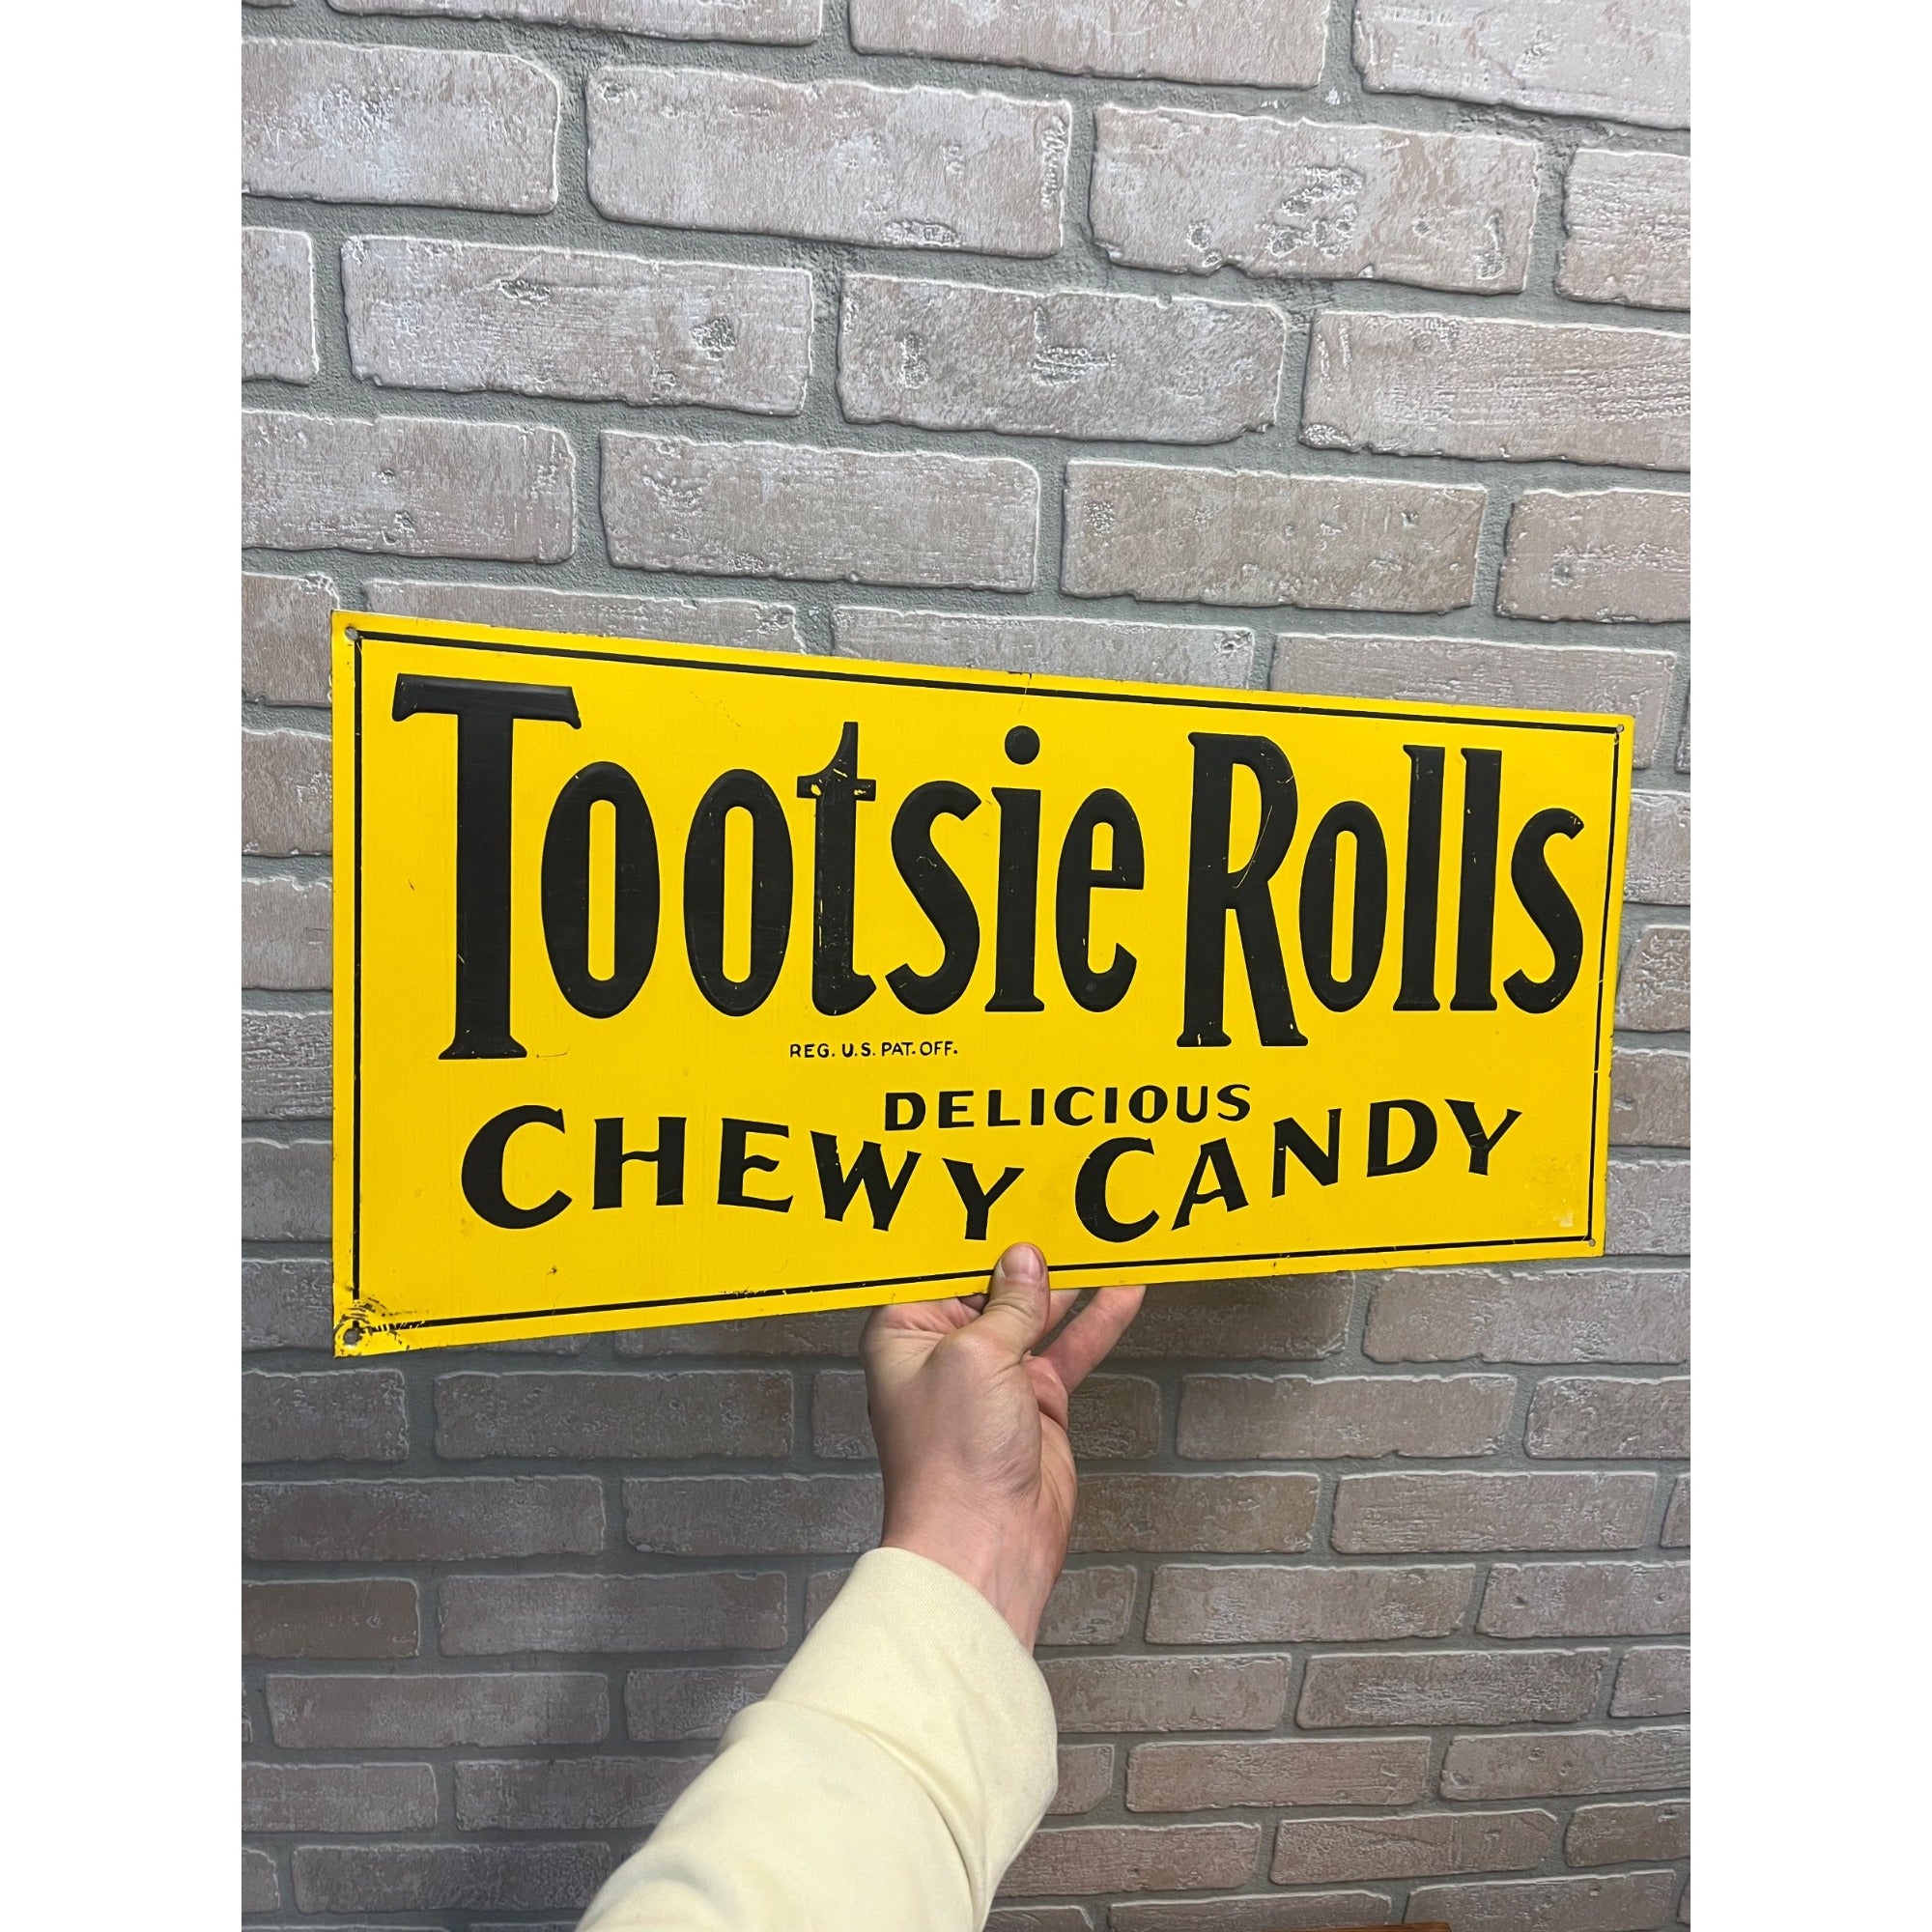 Tootsie Rolls
REG. U.S. PAT. OFF.
DELICIOUS
CHEWY CANDY